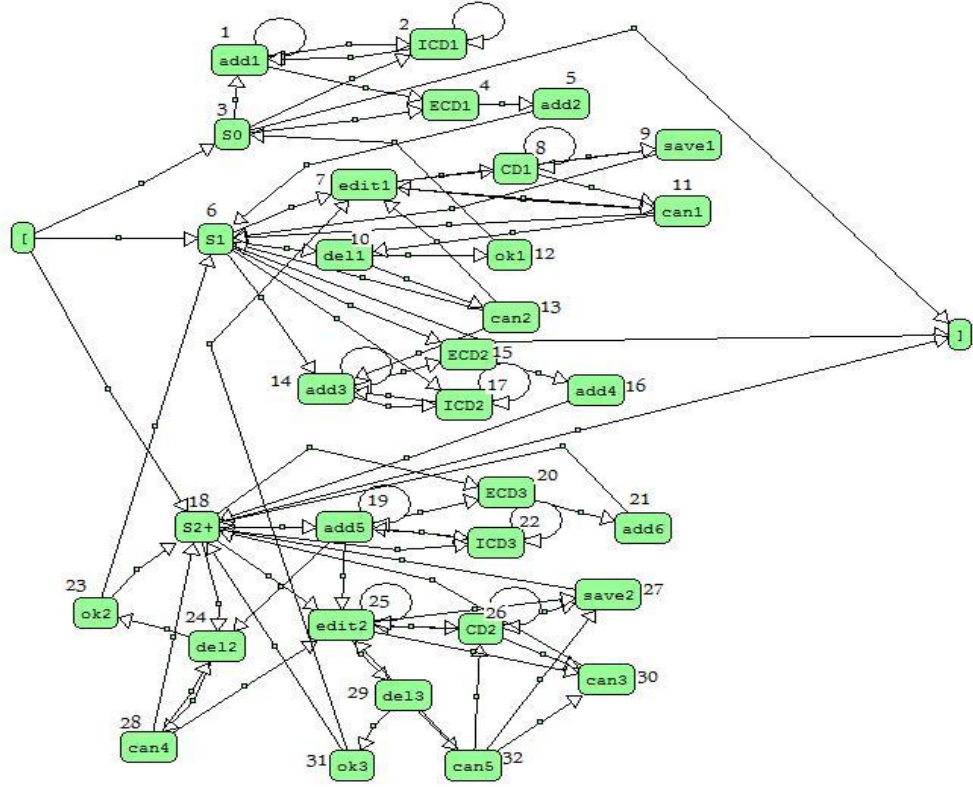 1
add1
2
ICD1
3
S0
4
ECD1
5
add2
6
S1
7
edit1
8
CD1
9
save1
10
del1
11
can1
ok1
12
13
can2
[
]
14
add3
ECD2
15
add4
16
17
ICD2
18
S2+
19
add5
20
ECD3
21
add6
22
ICD3
23
ok2
24
del2
25
edit2
26
CD2
save2
27
28
can4
29
del3
can3
30
31
ok3
can5
32